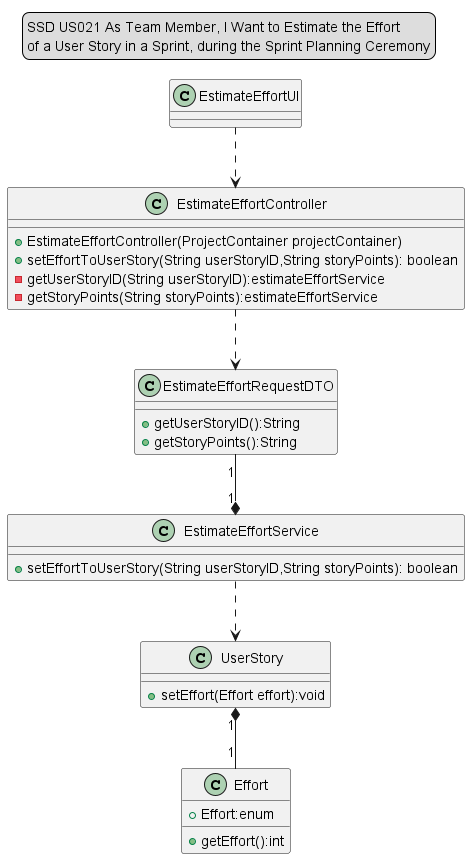 SSD US021 As Team Member, I Want to Estimate the Effort
of a User Story in a Sprint, during the Sprint Planning Ceremony
C EstimateEffortUI
C EstimateEffortController
EstimateEffortController(ProjectContainer projectContainer)
setEffortToUserStory(String userStoryID,String storyPoints): boolean
getUserStoryID(String userStoryID):estimateEffortService
getStoryPoints(String storyPoints):estimateEffortService
C EstimateEffortRequestDTO
getUserStoryID():String
getStoryPoints():String
1
1
C EstimateEffortService
setEffortToUserStory(String userStoryID,String storyPoints): boolean
C UserStory
setEffort(Effort effort):void
1
1
C Effort
Effort:enum
getEffort():int